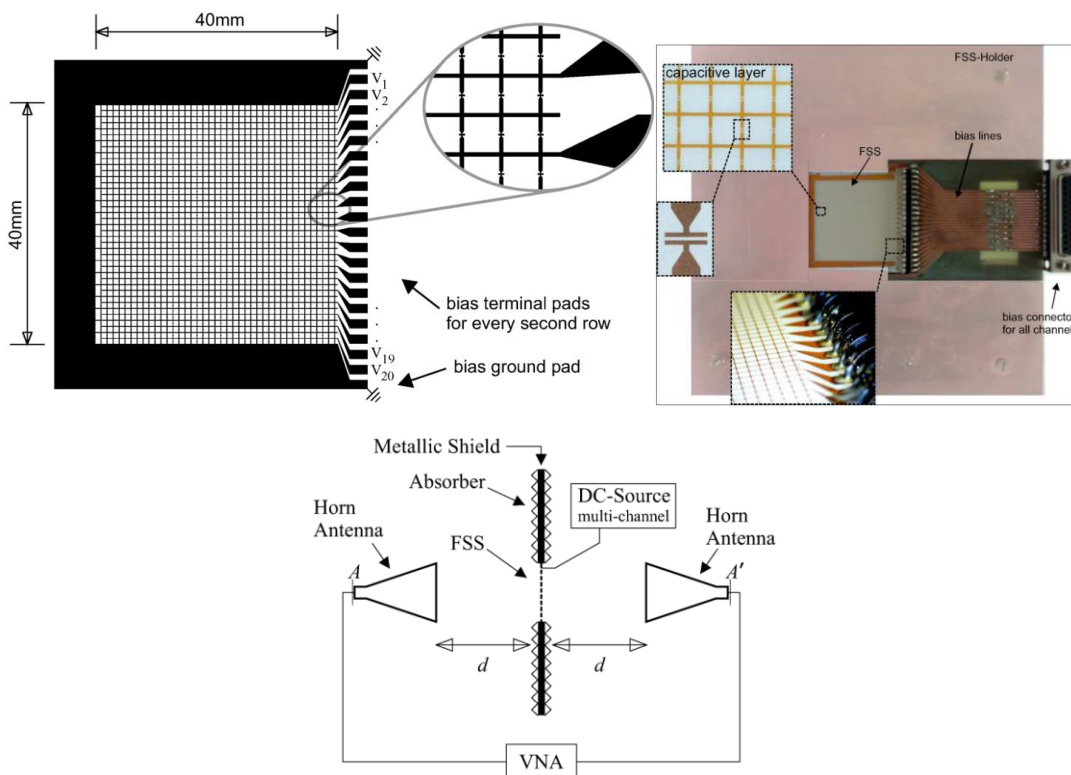 40mm
40mm
V1
V2
.
.
.
.
V19
V20
bias terminal pads
for every second row
bias ground pad
FSS-Holder
capacitive layer
bias lines
FSS
bias connector
for all channel
Metallic Shield
Absorber
DC-Source
multi-channel
Horn
Antenna
Horn
Antenna
FSS
A
A'
d
d
VNA